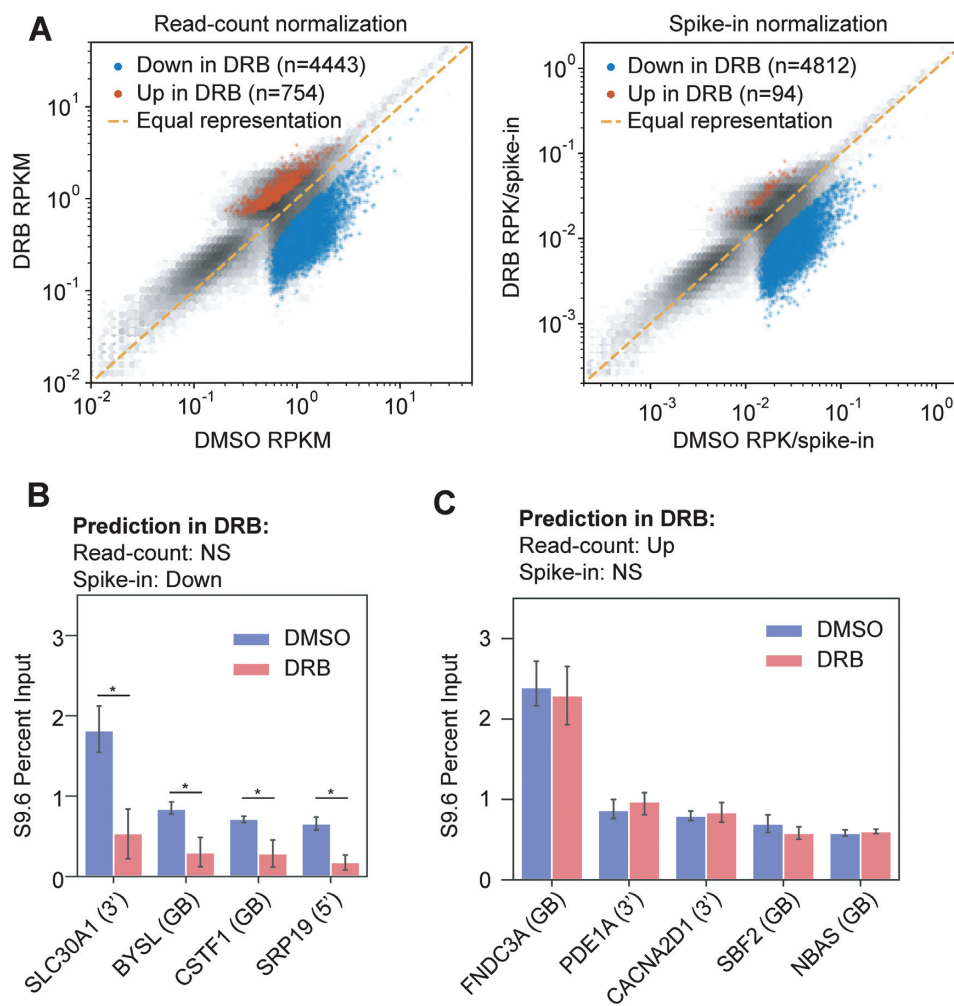 A
Read-count normalization
Down in DRB (n=4443)
Up in DRB (n=754)
Equal representation
10^1
10^0
10^-1
10^-2
DRB RPKM
10^-2
10^-1
10^0
10^1
DMSO RPKM
Spike-in normalization
Down in DRB (n=4812)
Up in DRB (n=94)
Equal representation
10^0
10^-1
10^-2
10^-3
DRB RPK/spike-in
10^-3
10^-2
10^-1
10^0
DMSO RPK/spike-in
B
Prediction in DRB:
Read-count: NS
Spike-in: Down
DMSO
DRB
3
2
1
0
S9.6 Percent Input
*
*
*
*
SLC30A1 (3')
BYSL (GB)
CSTF1 (GB)
SRP19 (5')
C
Prediction in DRB:
Read-count: Up
Spike-in: NS
DMSO
DRB
3
2
1
0
S9.6 Percent Input
FNDC3A (GB)
PDE1A (3')
CACNA2D1 (3')
SBF2 (GB)
NBAS (GB)